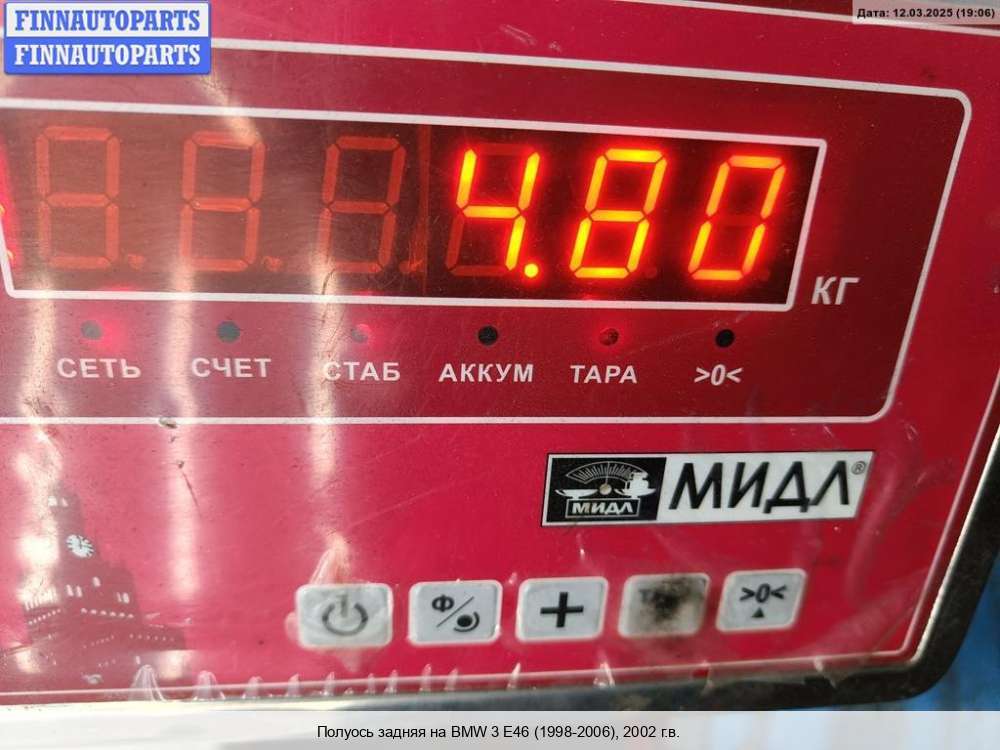 FINNAUTOPARTS
FINNAUTOPARTS
Дата: 12.03.2025 (19:06)
4.80
КГ
СЕТЬ СЧЕТ СТАБ АККУМ ТАРА >0<
МИДЛ МИДЛ®
Ф + >0<
Полуось задняя на BMW 3 E46 (1998-2006), 2002 г.в.